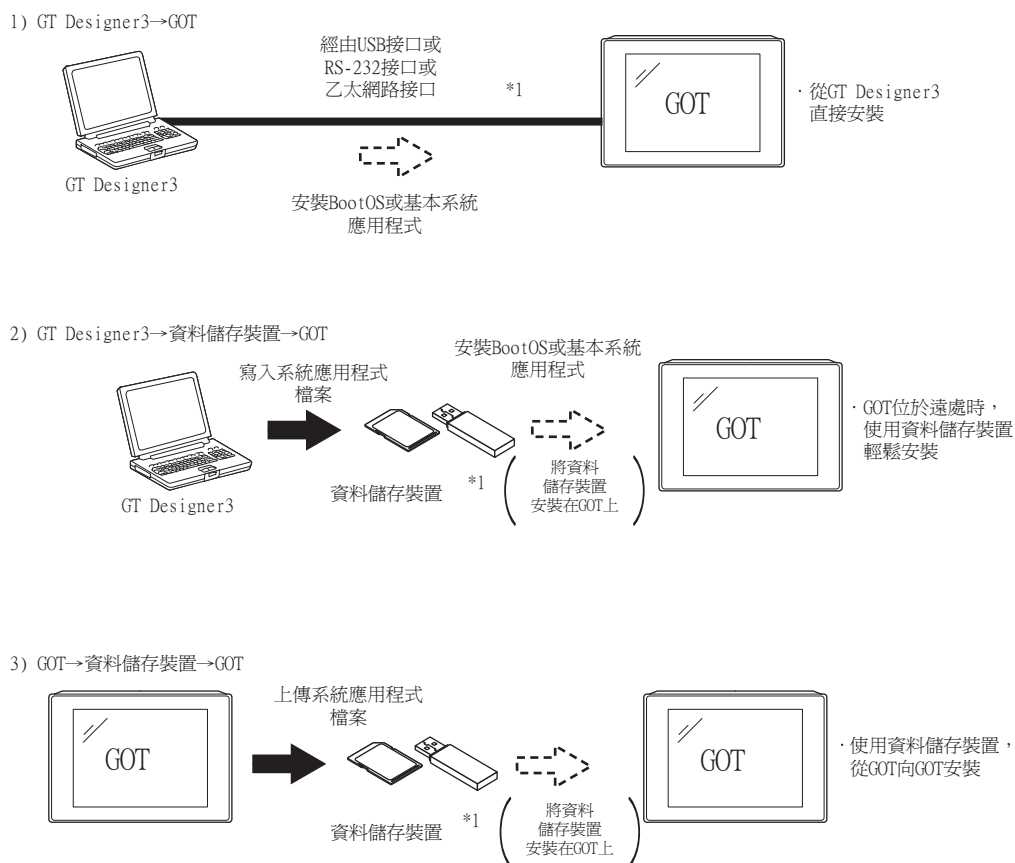 1) GT Designer3→GOT
經由USB接口或
RS-232接口或
乙太網路接口
*1
GOT
·從GT Designer3
直接安裝
GT Designer3
安裝BootOS或基本系統
應用程式
2) GT Designer3→資料儲存裝置→GOT
寫入系統應用程式
檔案
安裝BootOS或基本系統
應用程式
GOT
·GOT位於遠處時，
使用資料儲存裝置
輕鬆安裝
GT Designer3
資料儲存裝置
*1
將資料
儲存裝置
安裝在GOT上
3) GOT→資料儲存裝置→GOT
GOT
上傳系統應用程式
檔案
GOT
·使用資料儲存裝置，
從GOT向GOT安裝
資料儲存裝置
*1
將資料
儲存裝置
安裝在GOT上